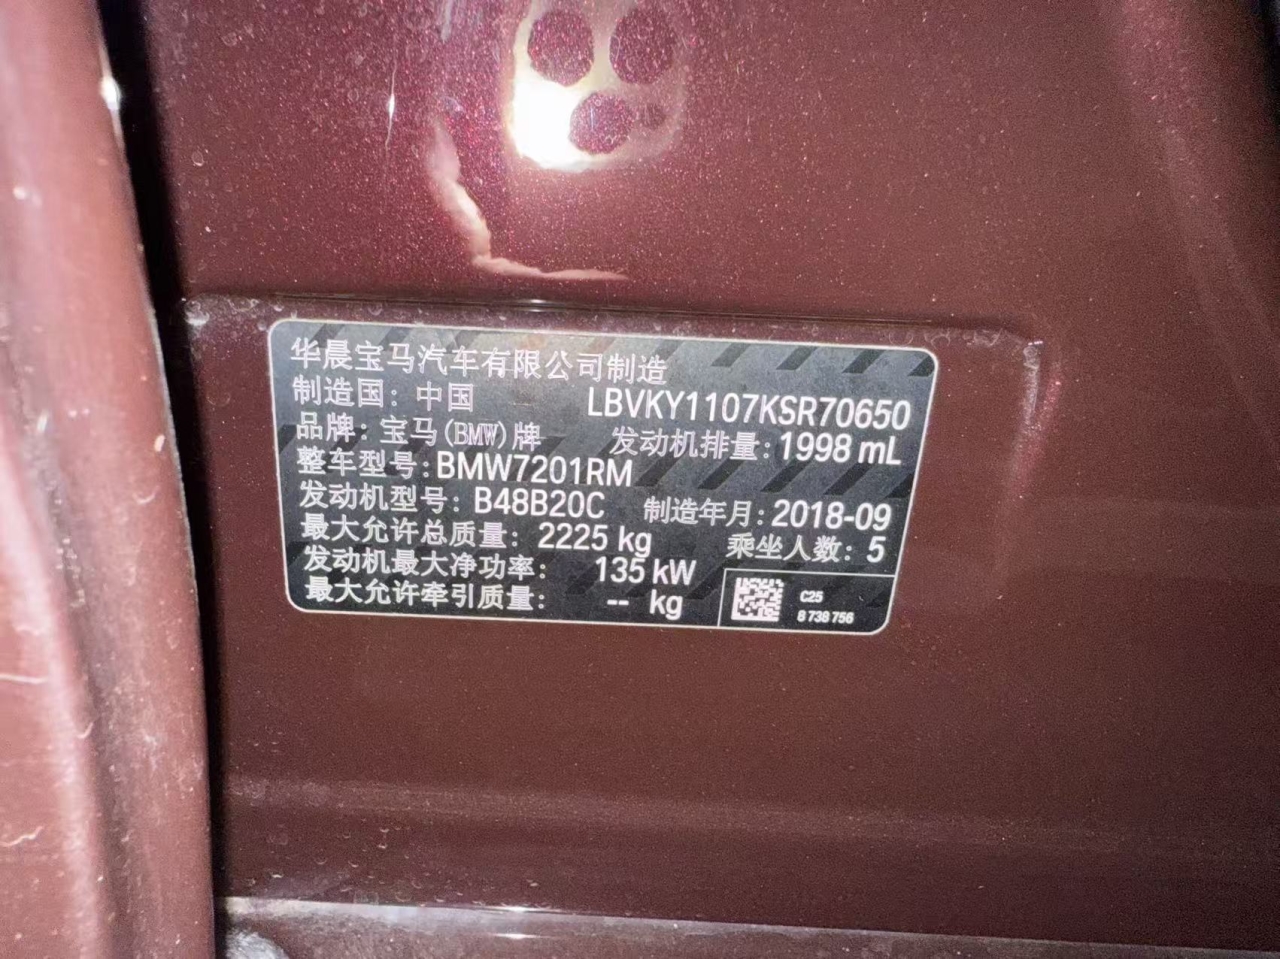 华晨宝马汽车有限公司制造
制造国：中国 LBVKY1107KSR70650
品牌：宝马(BMW)牌 发动机排量：1998 mL
整车型号：BMW7201RM
发动机型号：B48B20C 制造年月：2018-09
最大允许总质量：2225 kg 乘坐人数：5
发动机最大净功率：135 kW
最大允许牵引质量：-- kg
C25
8 738 756